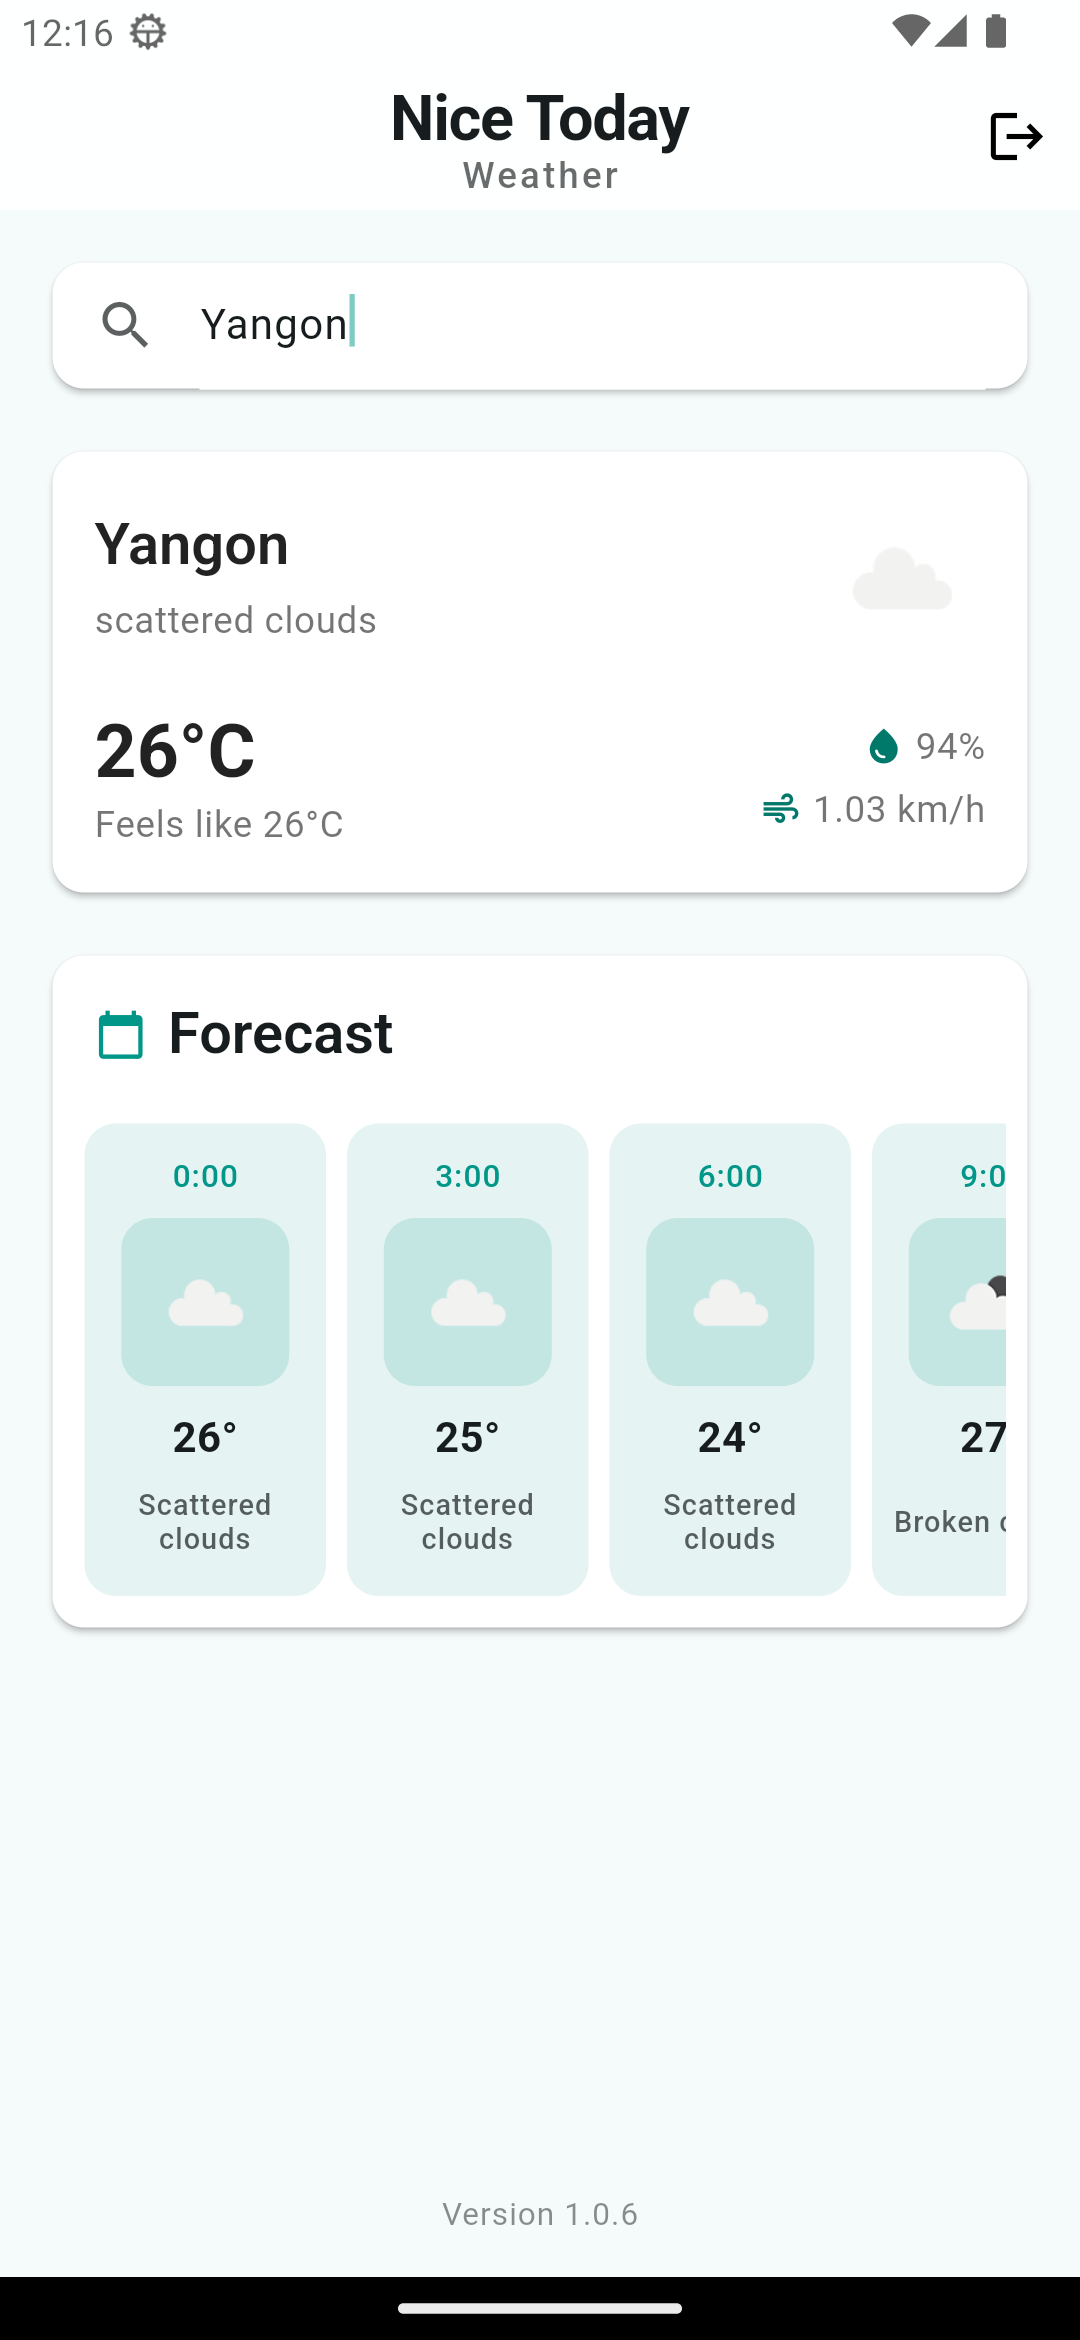 12:16
Nice Today
Weather
Yangon
Yangon
scattered clouds
26°C
Feels like 26°C
94%
1.03 km/h
Forecast
0:00 3:00 6:00 9:0
26° 25° 24° 27
Scattered clouds Scattered clouds Scattered clouds Broken
Version 1.0.6